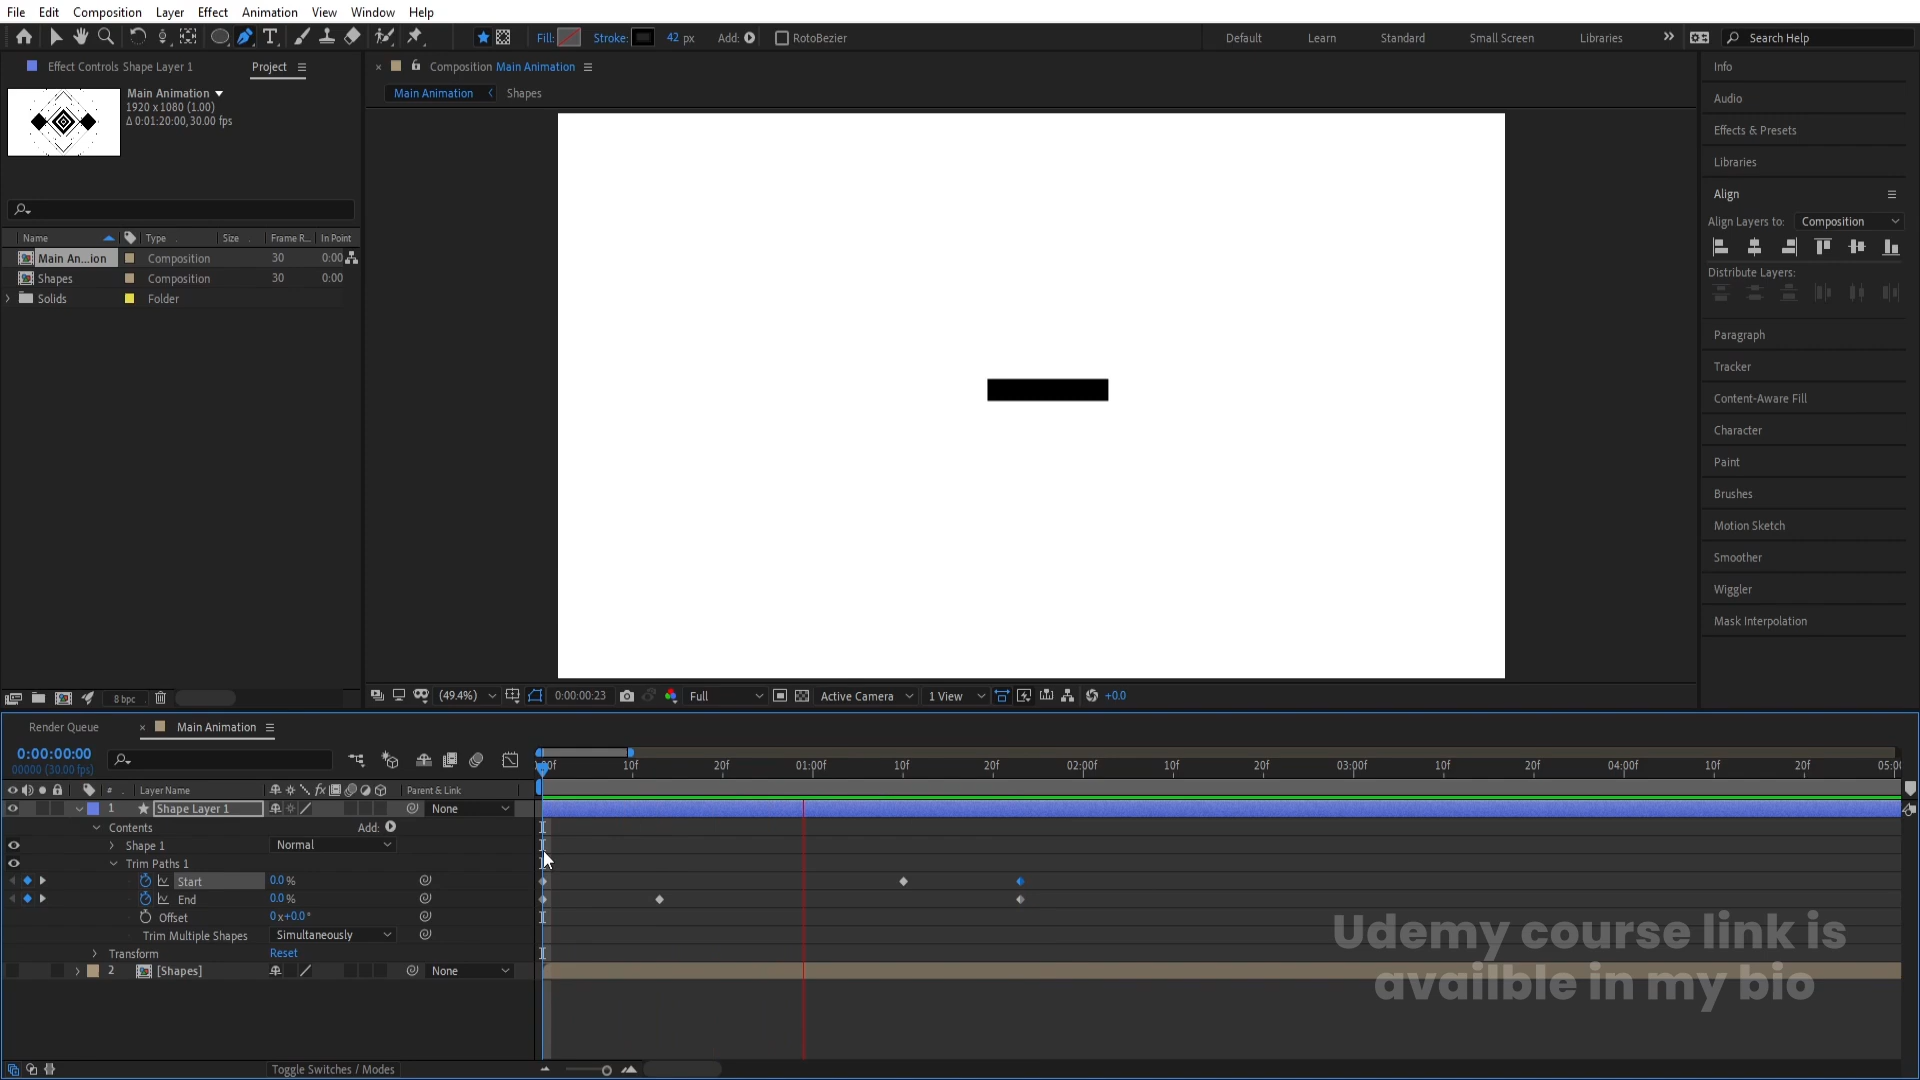 File Edit Composition Layer Effect Animation View Window Help
Fill: Stroke: 42 px Add: RotoBezier Default Learn Standard Small Screen Libraries Search Help
Effect Controls Shape Layer 1 Project
Main Animation
1920 x 1080 (1.00)
Δ 0:01:20:00, 30.00 fps
Name Type Size Frame R... In Point
Main An...ion Composition 30 0:00
Shapes Composition 30 0:00
Solids Folder
8 bpc
Composition Main Animation
Main Animation Shapes
(49.4%) 0:00:00:23 Full Active Camera 1 View +0.0
Info
Audio
Effects & Presets
Libraries
Align
Align Layers to: Composition
Distribute Layers:
Paragraph
Tracker
Content-Aware Fill
Character
Paint
Brushes
Motion Sketch
Smoother
Wiggler
Mask Interpolation
Render Queue Main Animation
0:00:00:00
00000 (30.00 fps)
:00f 10f 20f 01:00f 10f 20f 02:00f 10f 20f 03:00f 10f 20f 04:00f 10f 20f 05:00
# Layer Name Parent & Link
1 Shape Layer 1 None
Contents Add:
Shape 1 Normal
Trim Paths 1
Start 0.0 %
End 0.0 %
Offset 0 x+0.0 °
Trim Multiple Shapes Simultaneously
Transform Reset
2 [Shapes] None
Toggle Switches / Modes
Udemy course link is
availble in my bio